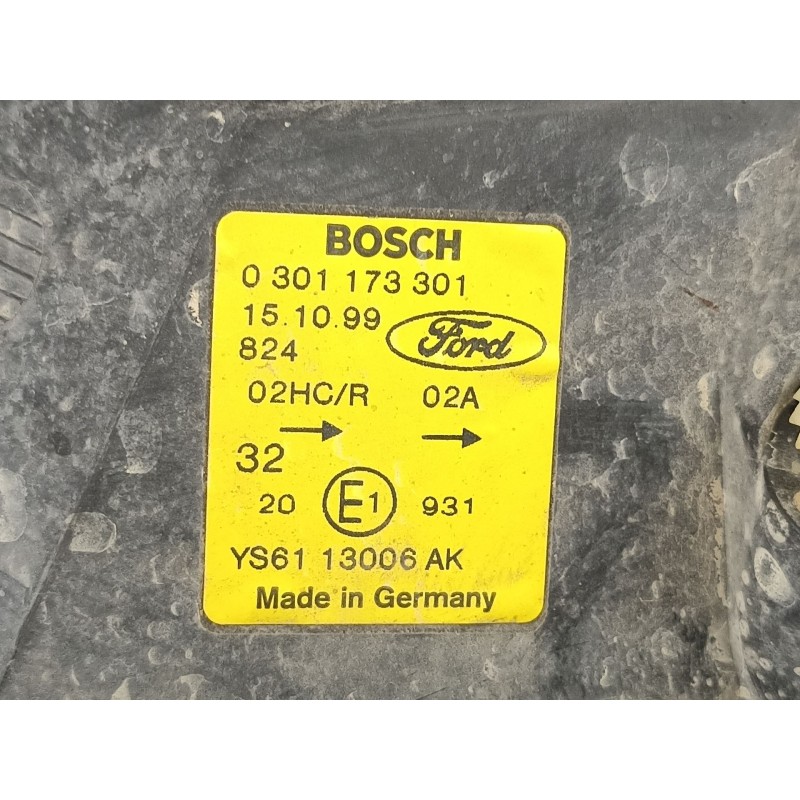 BOSCH
0 301 173 301
15.10.99
Ford
824
02HC/R 02A
32
20 E1 931
YS61 13006 AK
Made in Germany